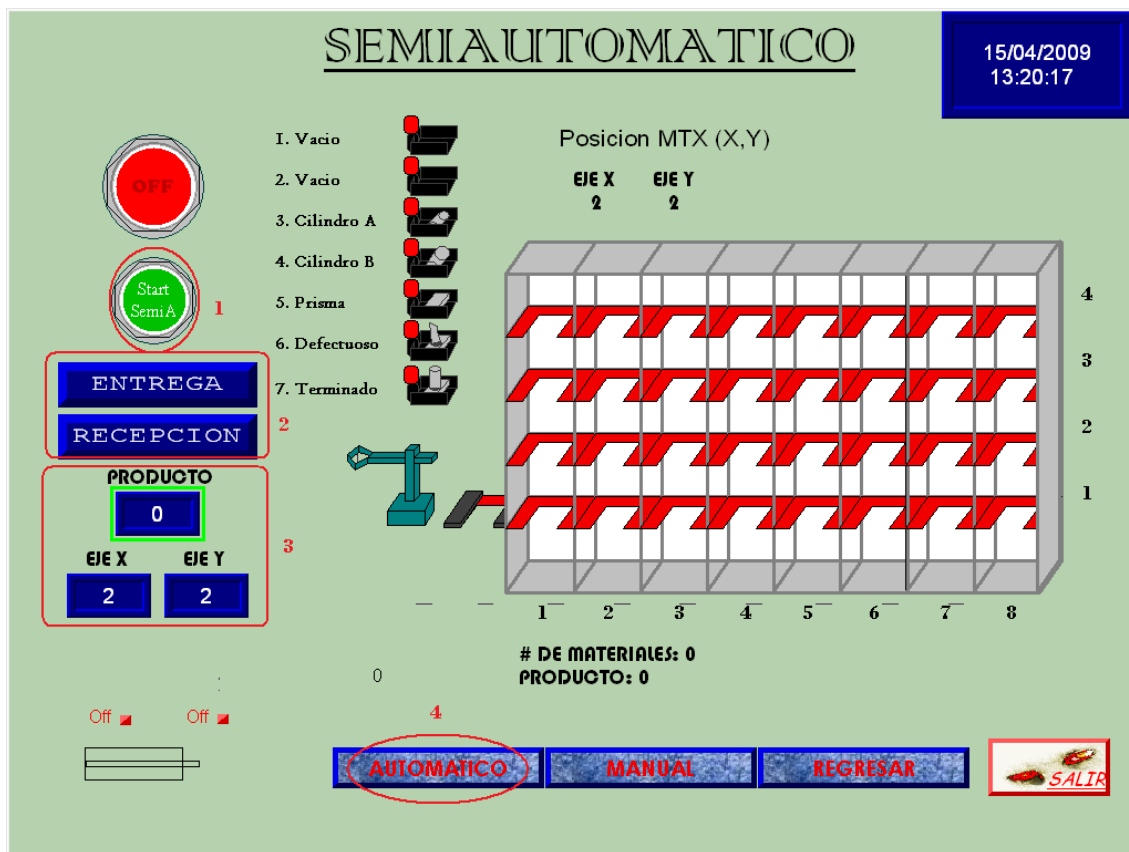 SEMIAUTOMATICO
15/04/2009
13:20:17
OFF
Start
SemiA
1
ENTREGA
RECEPCION
2
PRODUCTO
0
EJE X EJE Y
2 2
3
1. Vacio
2. Vacio
3. Cilindro A
4. Cilindro B
5. Prisma
6. Defectuoso
7. Terminado
Posicion MTX (X,Y)
EJE X EJE Y
2 2
4
3
2
1
1 2 3 4 5 6 7 8
# DE MATERIALES: 0
PRODUCTO: 0
0
:
Off Off
4
AUTOMATICO MANUAL REGRESAR
SALIR